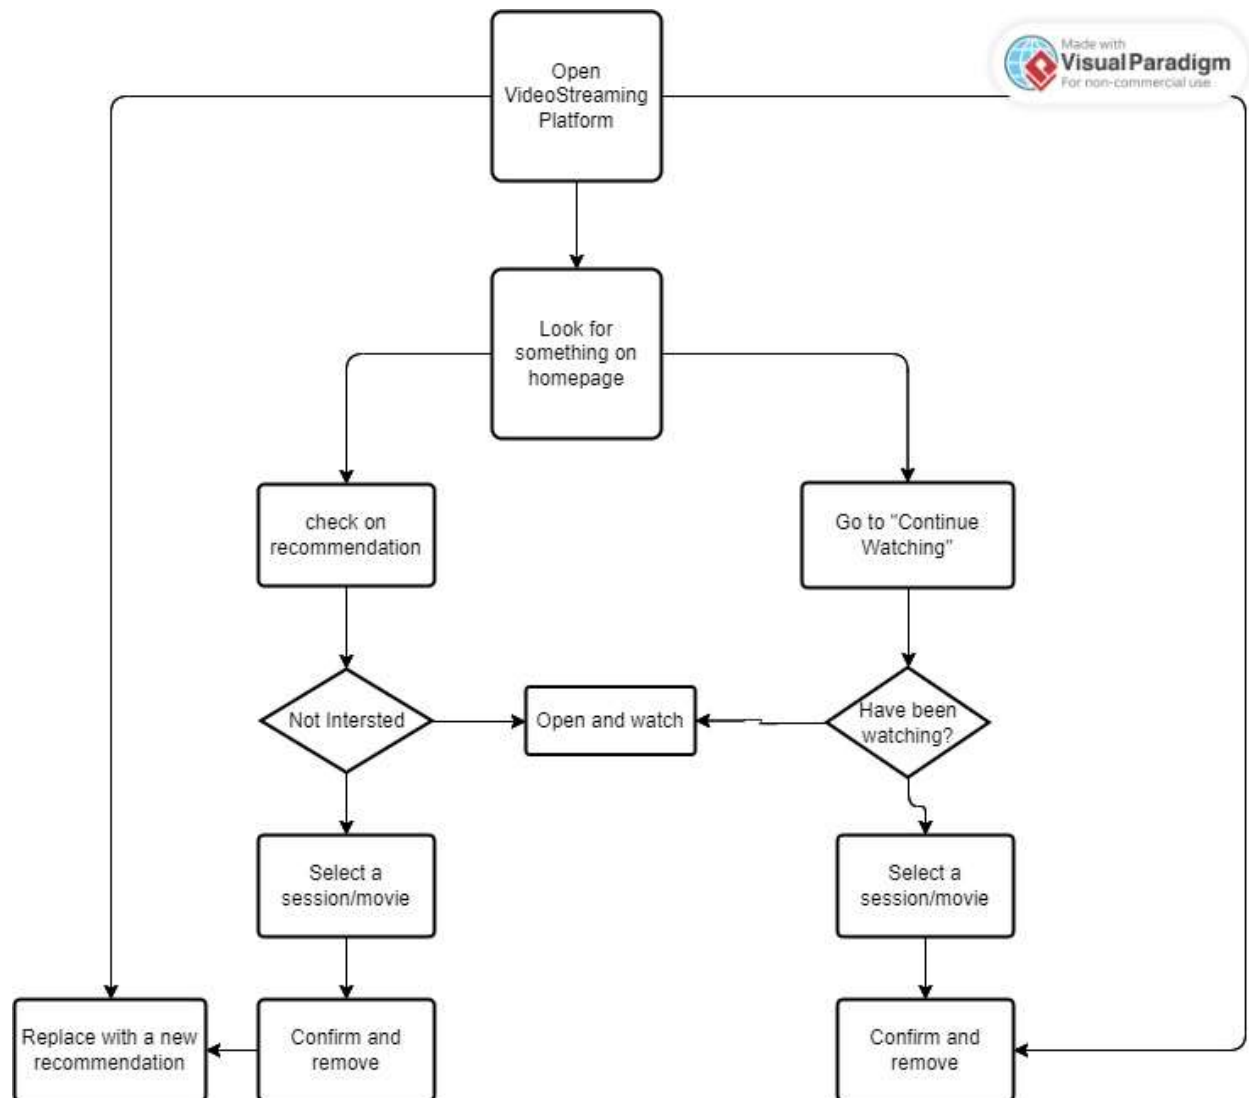 Made with
Visual Paradigm
For non-commercial use
Open
VideoStreaming
Platform
Look for
something on
homepage
check on
recommendation
Go to "Continue
Watching"
Not Intersted
Open and watch
Have been
watching?
Select a
session/movie
Select a
session/movie
Replace with a new
recommendation
Confirm and
remove
Confirm and
remove